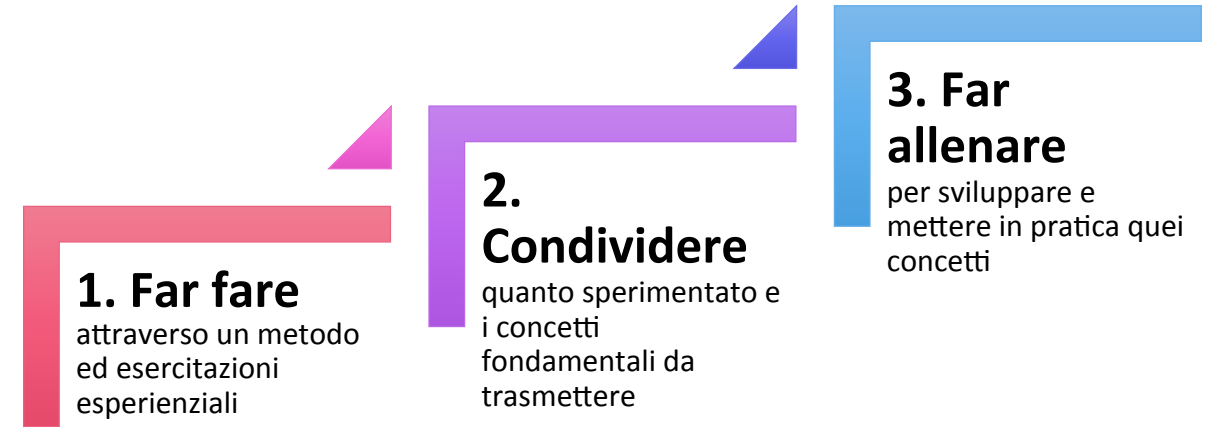 1. Far fare
attraverso un metodo
ed esercitazioni
esperienziali
2.
Condividere
quanto sperimentato e
i concetti
fondamentali da
trasmettere
3. Far
allenare
per sviluppare e
mettere in pratica quei
concetti